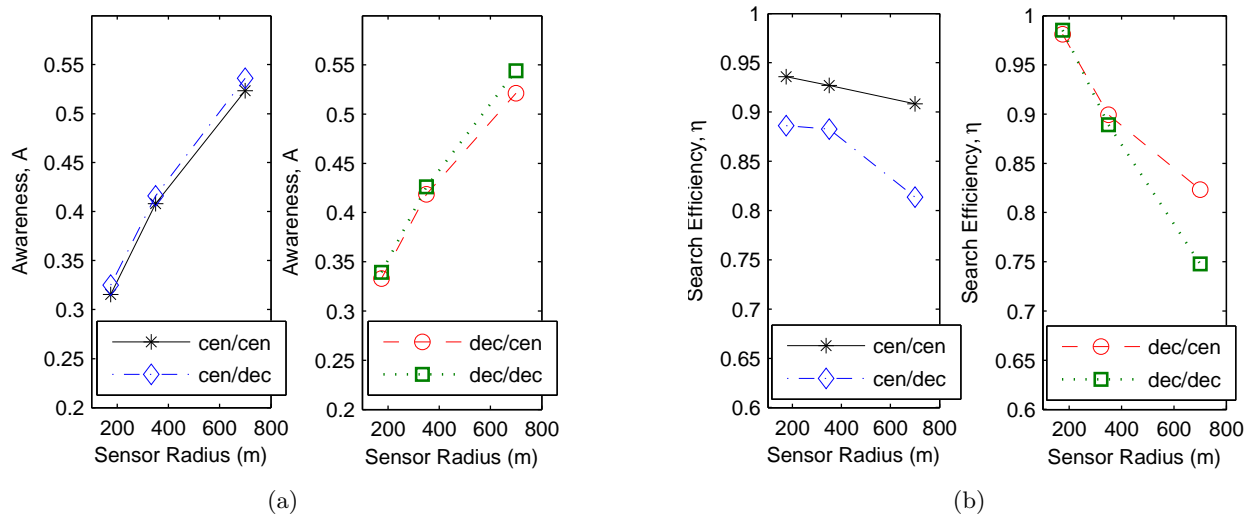 0.55
0.5
0.45
0.4
0.35
0.3
0.25
0.2
Awareness, A
200 400 600 800
Sensor Radius (m)
cen/cen
cen/dec
0.55
0.5
0.45
0.4
0.35
0.3
0.25
0.2
Awareness, A
200 400 600 800
Sensor Radius (m)
dec/cen
dec/dec
(a)
1
0.95
0.9
0.85
0.8
0.75
0.7
0.65
0.6
Search Efficiency, η
200 400 600 800
Sensor Radius (m)
cen/cen
cen/dec
1
0.95
0.9
0.85
0.8
0.75
0.7
0.65
0.6
Search Efficiency, η
200 400 600 800
Sensor Radius (m)
dec/cen
dec/dec
(b)